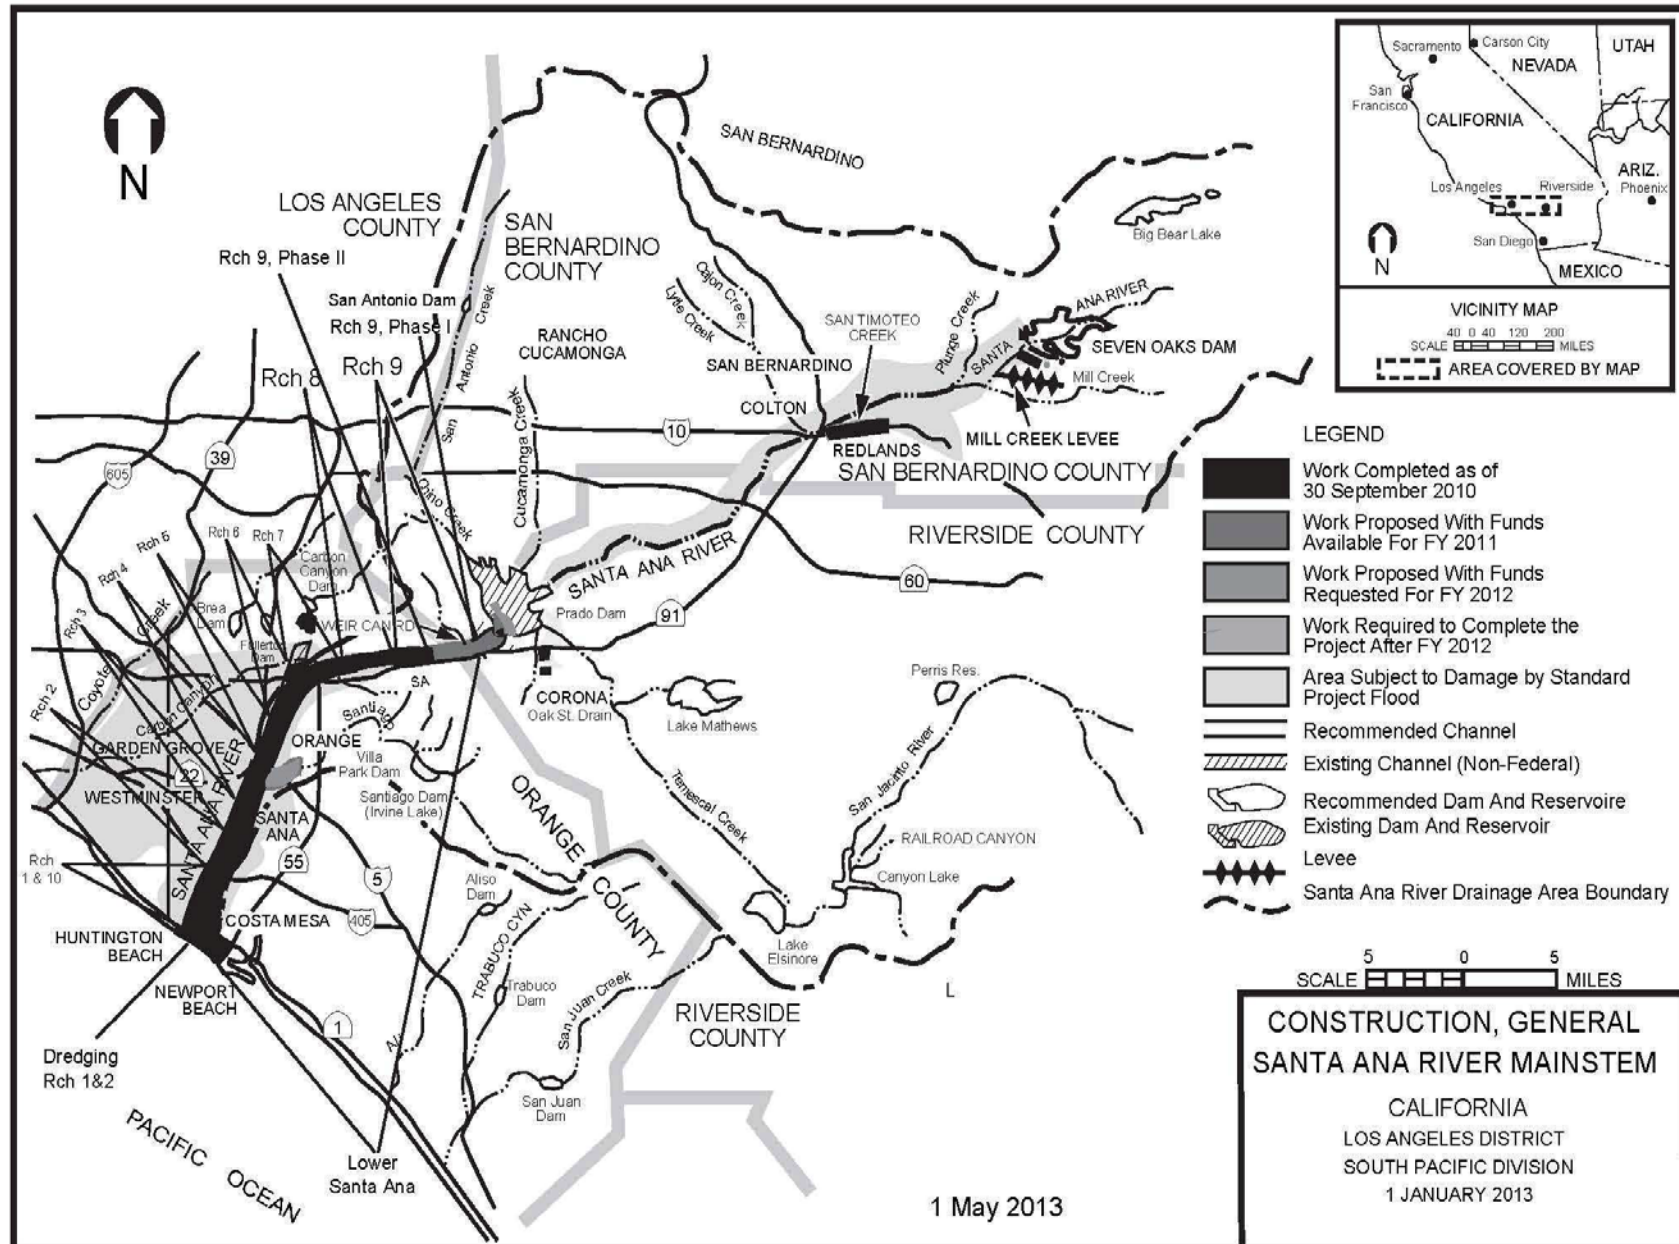 N
LOS ANGELES
COUNTY
SAN
BERNARDINO
COUNTY
SAN BERNARDINO
Big Bear Lake
Rch 9, Phase II
San Antonio Dam
Rch 9, Phase I
Rch 8
Rch 9
San Antonio Creek
RANCHO
CUCAMONGA
Cucamonga Creek
Chino Creek
Lytle Creek
Cajon Creek
SAN TIMOTEO
CREEK
Plunge Creek
SANTA ANA RIVER
SEVEN OAKS DAM
Mill Creek
MILL CREEK LEVEE
SAN BERNARDINO
COLTON
REDLANDS
SAN BERNARDINO COUNTY
RIVERSIDE COUNTY
10
39
605
60
91
SANTA ANA RIVER
Rch 7
Rch 6
Rch 5
Rch 4
Rch 3
Rch 2
Rch
1 & 10
Carbon
Canyon
Dam
Brea
Dam
Fullerton
Dam
WEIR CAN RD
Prado Dam
Coyote Creek
Carbon Canyon
GARDEN GROVE
22
WESTMINSTER
SANTA ANA RIVER
ORANGE
SA
Santiago
Villa
Park Dam
Santiago Dam
(Irvine Lake)
SANTA
ANA
55
5
405
COSTA MESA
HUNTINGTON
BEACH
NEWPORT
BEACH
1
Dredging
Rch 1&2
PACIFIC OCEAN
Lower
Santa Ana
CORONA
Oak St. Drain
Lake Mathews
Temescal Creek
ORANGE
COUNTY
Aliso
Dam
TRABUCO CYN
Trabuco
Dam
San Juan Creek
San Juan
Dam
RIVERSIDE
COUNTY
Perris Res.
San Jacinto River
RAILROAD CANYON
Canyon Lake
Lake
Elsinore
L
1 May 2013
Sacramento
Carson City
UTAH
NEVADA
San
Francisco
CALIFORNIA
ARIZ.
Los Angeles
Riverside
Phoenix
San Diego
N
MEXICO
VICINITY MAP
40 0 40 120 200
SCALE MILES
AREA COVERED BY MAP
LEGEND
Work Completed as of
30 September 2010
Work Proposed With Funds
Available For FY 2011
Work Proposed With Funds
Requested For FY 2012
Work Required to Complete the
Project After FY 2012
Area Subject to Damage by Standard
Project Flood
Recommended Channel
Existing Channel (Non-Federal)
Recommended Dam And Reservoire
Existing Dam And Reservoir
Levee
Santa Ana River Drainage Area Boundary
5 0 5
SCALE MILES
CONSTRUCTION, GENERAL
SANTA ANA RIVER MAINSTEM
CALIFORNIA
LOS ANGELES DISTRICT
SOUTH PACIFIC DIVISION
1 JANUARY 2013